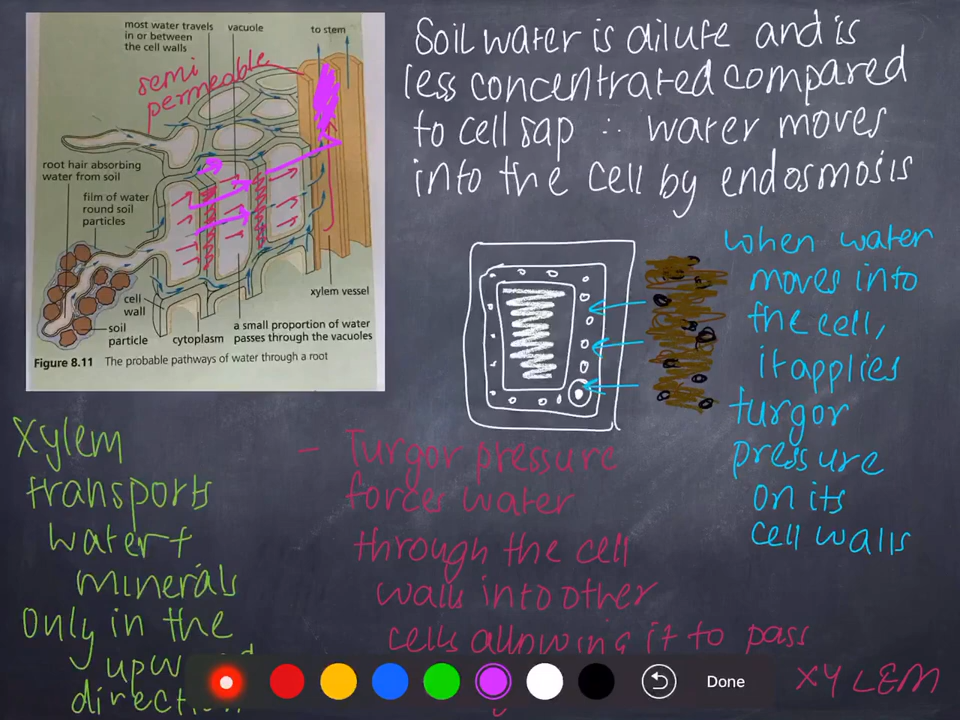 most water travels
in or between
the cell walls
vacuole
to stem
semi
permeable
root hair absorbing
water from soil
film of water
round soil
particles
cell
wall
soil
particle
cytoplasm
a small proportion of water
passes through the vacuoles
xylem vessel
Figure 8.11 The probable pathways of water through a root
Soil water is dilute and is
less concentrated compared
to cell sap ∴ water moves
into the cell by endosmosis
when water
moves into
the cell,
it applies
turgor
pressure
on its
cell walls
Xylem
transports
water +
minerals
Only in the
direct
- Turgor pressure
forces water
through the cell
walls into other
cells allowing it to pass
XYLEM
Done